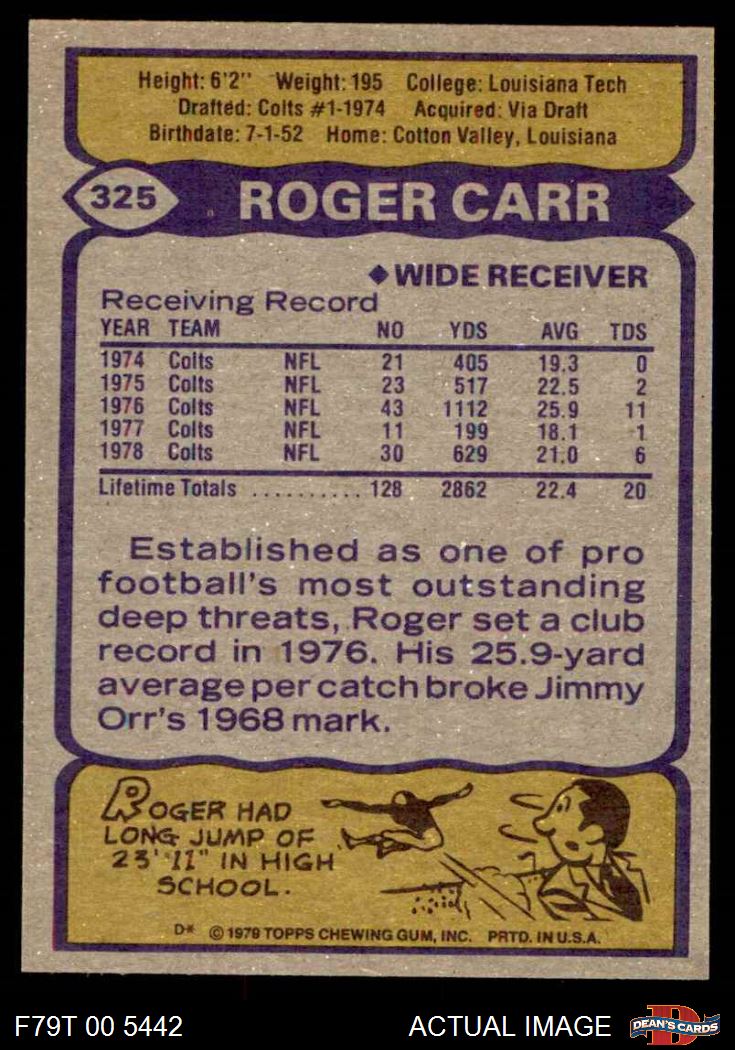 Height: 6'2" Weight: 195 College: Louisiana Tech
Drafted: Colts #1-1974 Acquired: Via Draft
Birthdate: 7-1-52 Home: Cotton Valley, Louisiana
325 ROGER CARR
◆ WIDE RECEIVER
Receiving Record
YEAR TEAM NO YDS AVG TDS
1974 Colts NFL 21 405 19.3 0
1975 Colts NFL 23 517 22.5 2
1976 Colts NFL 43 1112 25.9 11
1977 Colts NFL 11 199 18.1 1
1978 Colts NFL 30 629 21.0 6
Lifetime Totals .......... 128 2862 22.4 20
Established as one of pro
football's most outstanding
deep threats, Roger set a club
record in 1976. His 25.9-yard
average per catch broke Jimmy
Orr's 1968 mark.
ROGER HAD
LONG JUMP OF
23' 11" IN HIGH
SCHOOL.
D* © 1979 TOPPS CHEWING GUM, INC. PRTD. IN U.S.A.
F79T 00 5442 ACTUAL IMAGE DEAN'S CARDS